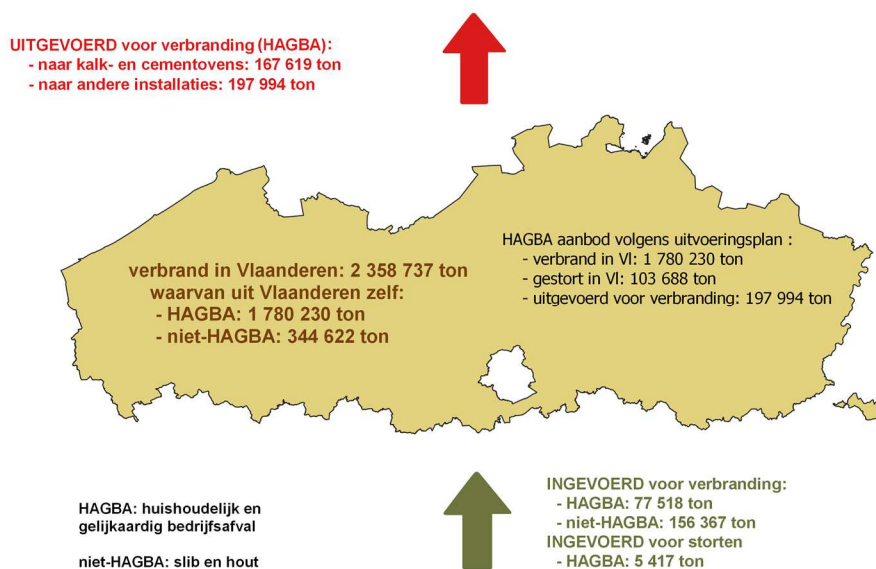 UITGEVOERD voor verbranding (HAGBA):
- naar kalk- en cementovens: 167 619 ton
- naar andere installaties: 197 994 ton
HAGBA aanbod volgens uitvoeringsplan :
- verbrand in Vl: 1 780 230 ton
- gestort in Vl: 103 688 ton
- uitgevoerd voor verbranding: 197 994 ton
verbrand in Vlaanderen: 2 358 737 ton
waarvan uit Vlaanderen zelf:
- HAGBA: 1 780 230 ton
- niet-HAGBA: 344 622 ton
HAGBA: huishoudelijk en
gelijkaardig bedrijfsafval
niet-HAGBA: slib en hout
INGEVOERD voor verbranding:
- HAGBA: 77 518 ton
- niet-HAGBA: 156 367 ton
INGEVOERD voor storten
- HAGBA: 5 417 ton